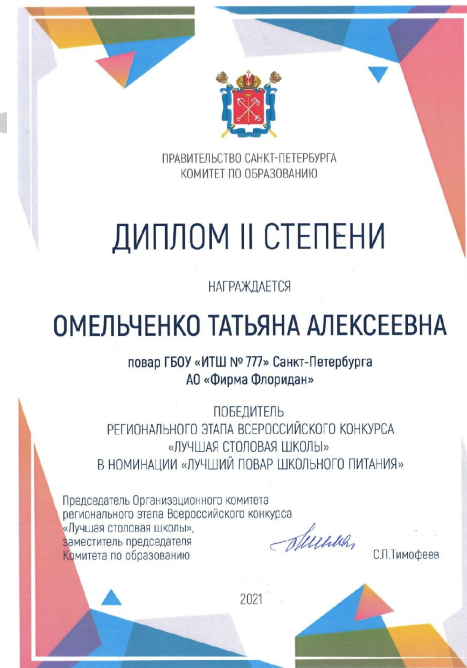 ПРАВИТЕЛЬСТВО САНКТ-ПЕТЕРБУРГА
КОМИТЕТ ПО ОБРАЗОВАНИЮ
ДИПЛОМ II СТЕПЕНИ
НАГРАЖДАЕТСЯ
ОМЕЛЬЧЕНКО ТАТЬЯНА АЛЕКСЕЕВНА
повар ГБОУ «ИТШ № 777» Санкт-Петербурга
АО «Фирма Флоридан»
ПОБЕДИТЕЛЬ
РЕГИОНАЛЬНОГО ЭТАПА ВСЕРОССИЙСКОГО КОНКУРСА
«ЛУЧШАЯ СТОЛОВАЯ ШКОЛЫ»
В НОМИНАЦИИ «ЛУЧШИЙ ПОВАР ШКОЛЬНОГО ПИТАНИЯ»
Председатель Организационного комитета
регионального этапа Всероссийского конкурса
«Лучшая столовая школы»,
заместитель председателя
Комитета по образованию
С.П.Тимофеев
2021